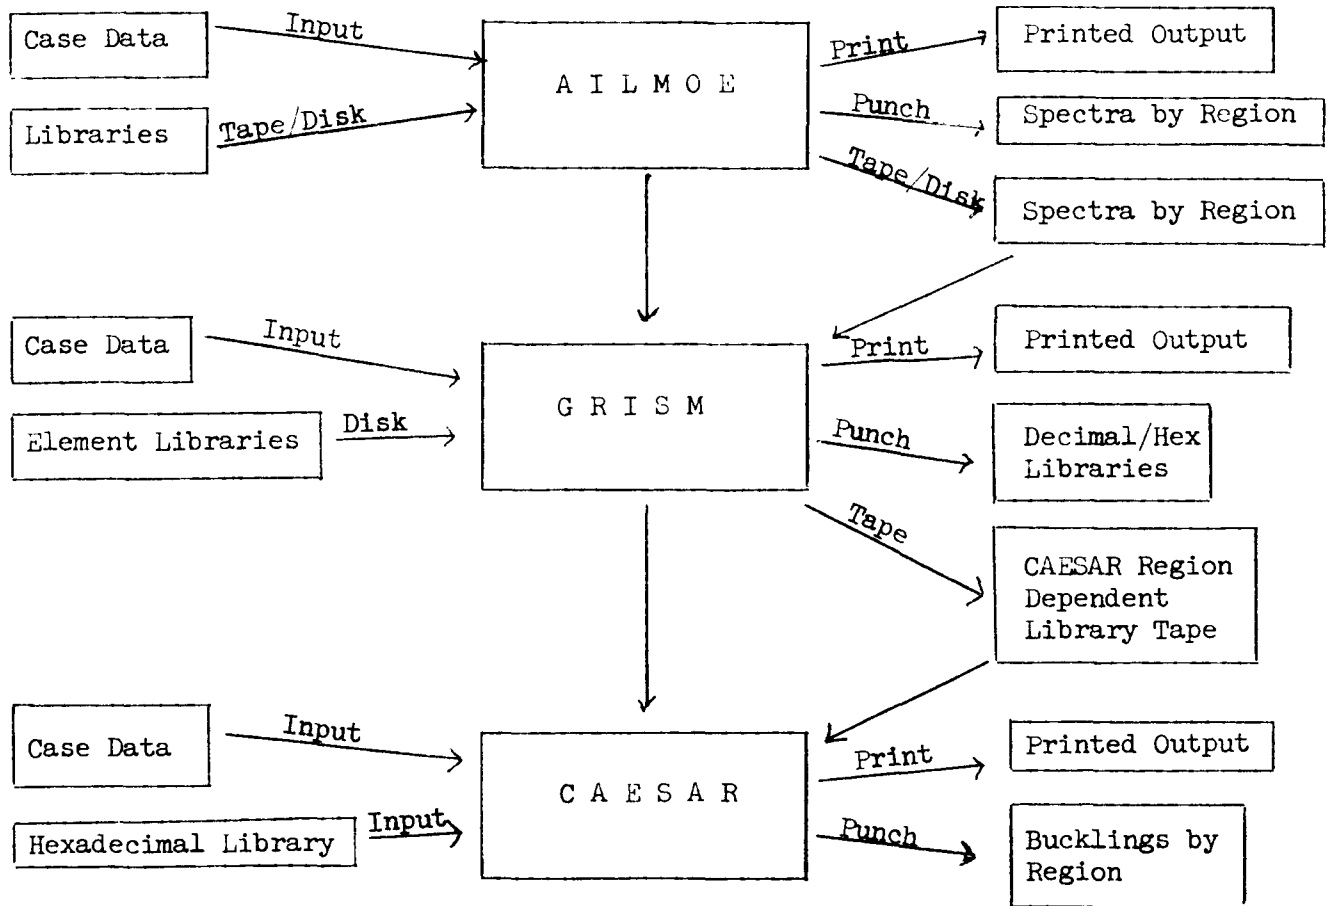 Case Data
Input
Libraries
Tape/Disk
A I L M O E
Print
Printed Output
Punch
Spectra by Region
Tape/Disk
Spectra by Region
Case Data
Input
Element Libraries
Disk
G R I S M
Print
Printed Output
Punch
Decimal/Hex
Libraries
Tape
CAESAR Region
Dependent
Library Tape
Case Data
Input
Hexadecimal Library
Input
C A E S A R
Print
Printed Output
Punch
Bucklings by
Region